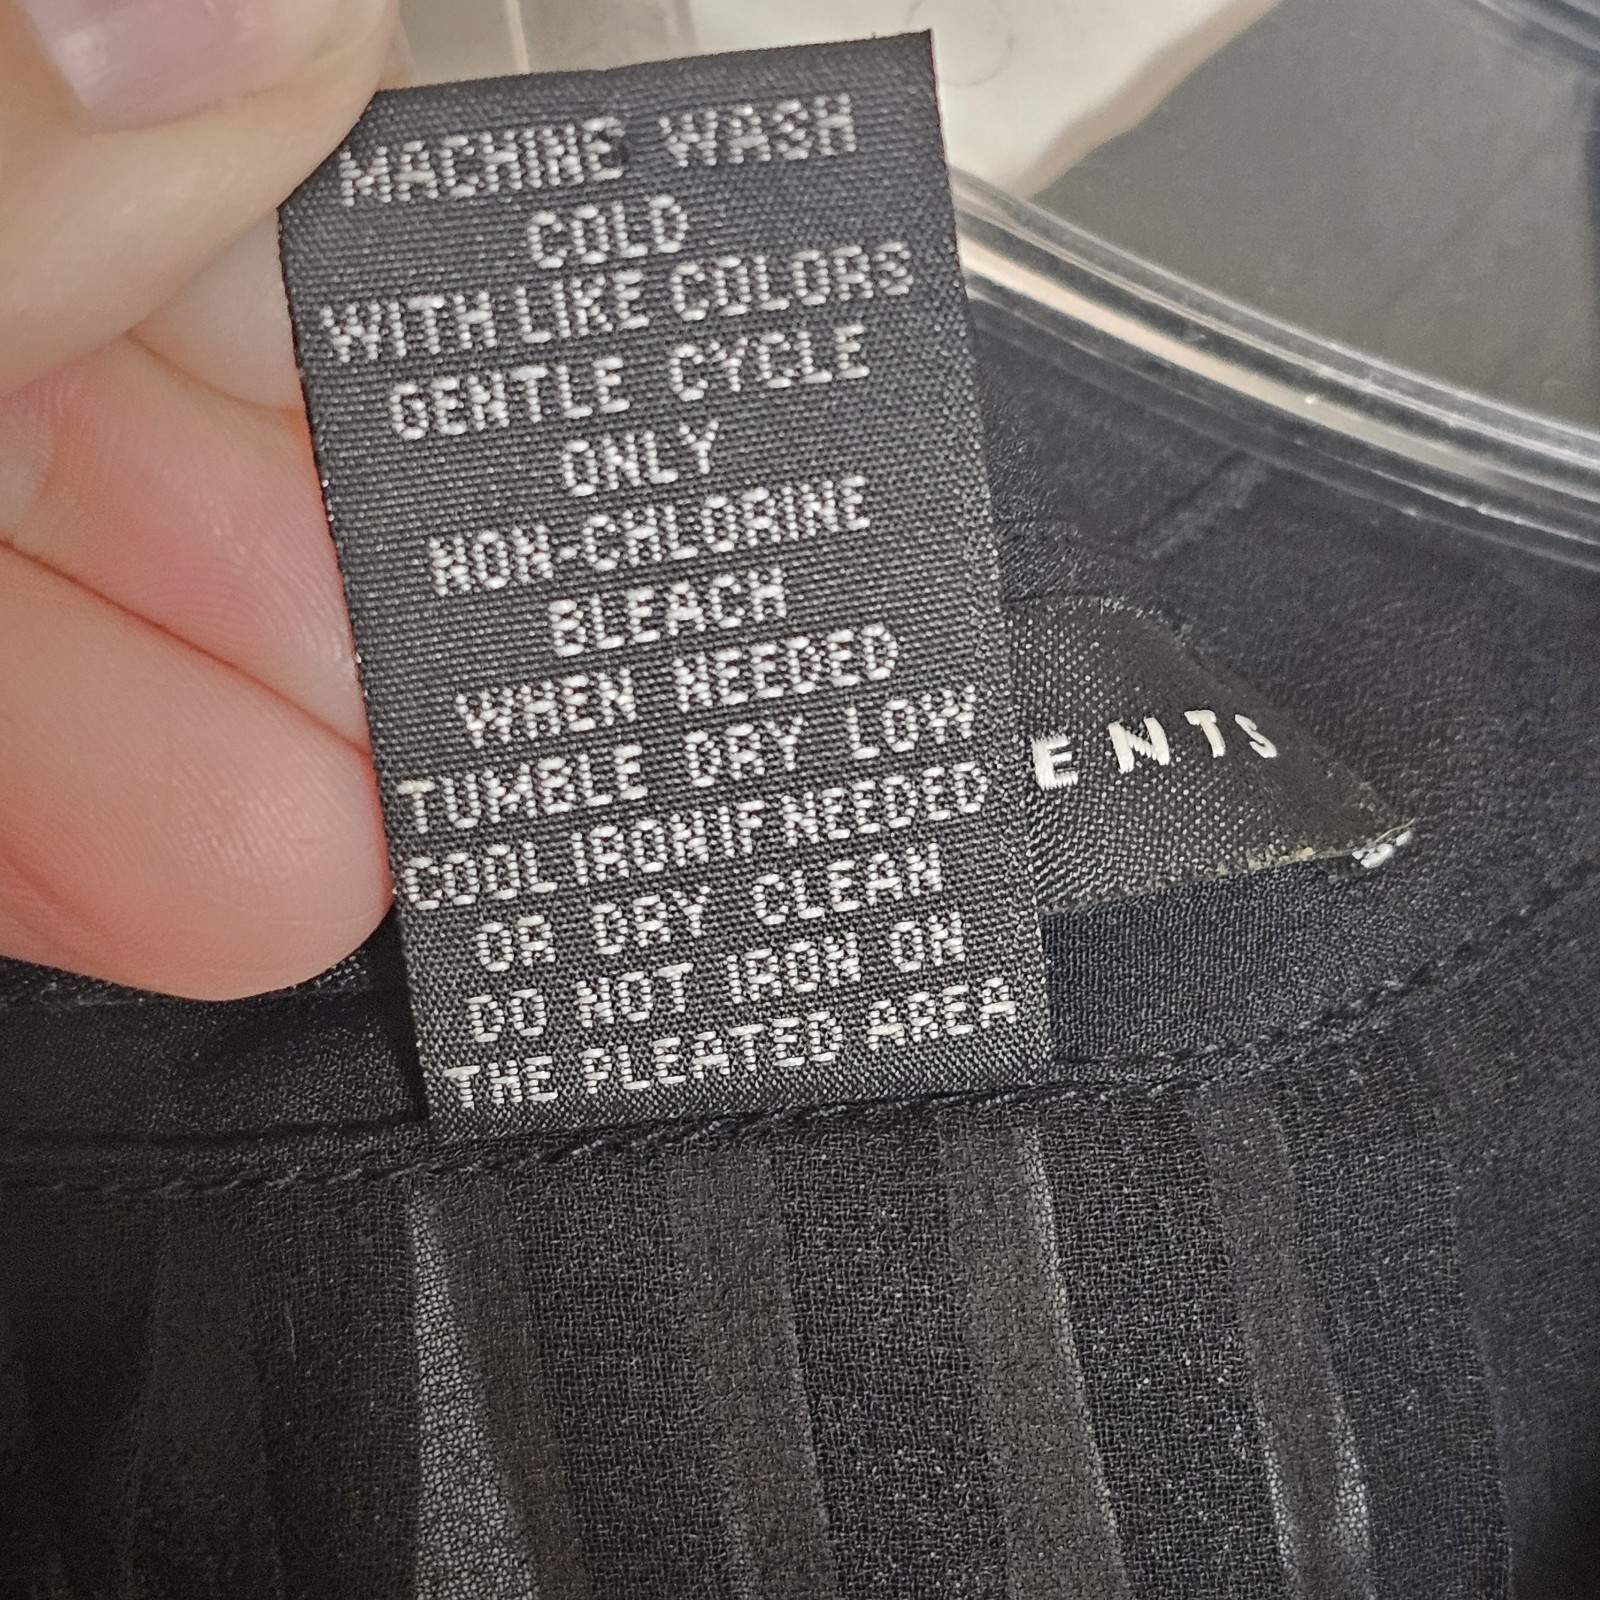 MACHINE WASH
COLD
WITH LIKE COLORS
GENTLE CYCLE
ONLY
NON-CHLORINE
BLEACH
WHEN NEEDED
TUMBLE DRY LOW
COOL IRON IF NEEDED
OR DRY CLEAN
DO NOT IRON ON
THE PLEATED AREA
ENTS